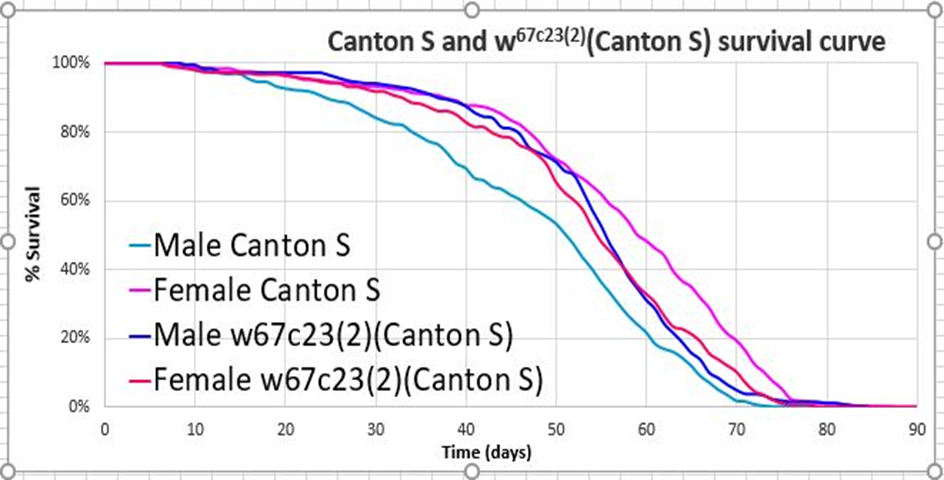 Canton S and w67c23(2)(Canton S) survival curve
100%
80%
60%
40%
20%
0%
% Survival
Male Canton S
Female Canton S
Male w67c23(2)(Canton S)
Female w67c23(2)(Canton S)
0 10 20 30 40 50 60 70 80 90
Time (days)